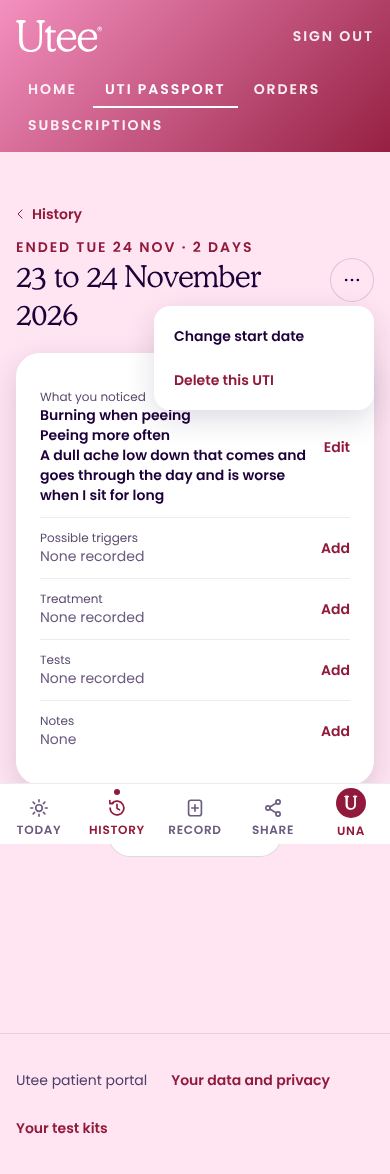 Utee®
SIGN OUT
HOME
UTI PASSPORT
ORDERS
SUBSCRIPTIONS
History
ENDED TUE 24 NOV · 2 DAYS
23 to 24 November
2026
Change start date
Delete this UTI
What you noticed
Burning when peeing
Peeing more often
A dull ache low down that comes and
goes through the day and is worse
when I sit for long
Edit
Possible triggers
None recorded
Add
Treatment
None recorded
Add
Tests
None recorded
Add
Notes
None
Add
TODAY
HISTORY
RECORD
SHARE
U
UNA
Utee patient portal
Your data and privacy
Your test kits